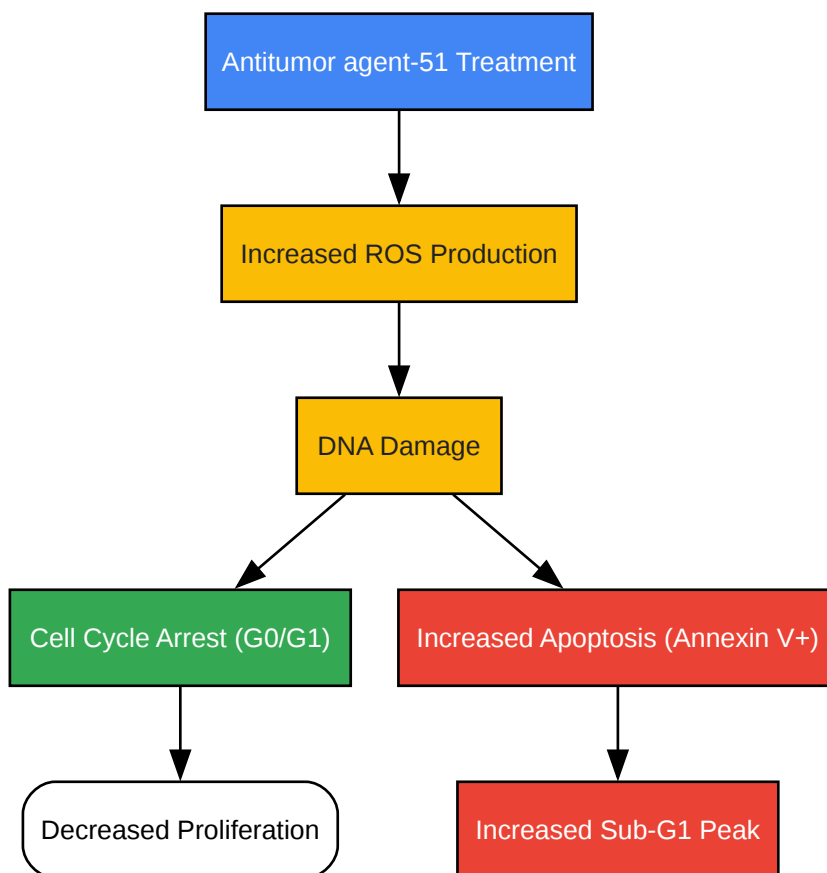 Antitumor agent-51 Treatment
Increased ROS Production
DNA Damage
Cell Cycle Arrest (G0/G1)
Increased Apoptosis (Annexin V+)
Decreased Proliferation
Increased Sub-G1 Peak